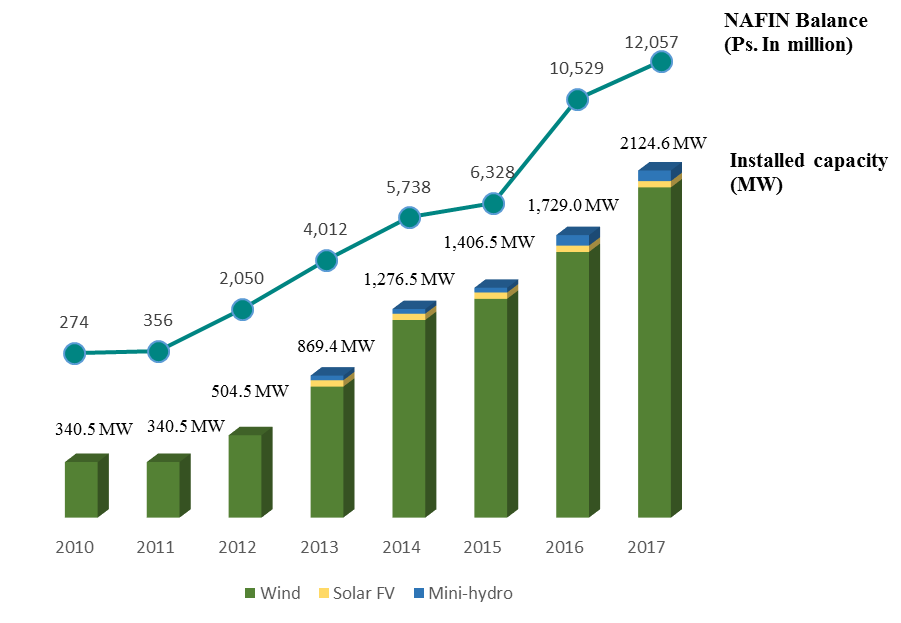 NAFIN Balance
(Ps. In million)
12,057
10,529
2124.6 MW
Installed capacity
(MW)
6,328
5,738
1,729.0 MW
4,012
1,406.5 MW
2,050
1,276.5 MW
274
356
869.4 MW
504.5 MW
340.5 MW
340.5 MW
2010
2011
2012
2013
2014
2015
2016
2017
Wind
Solar FV
Mini-hydro